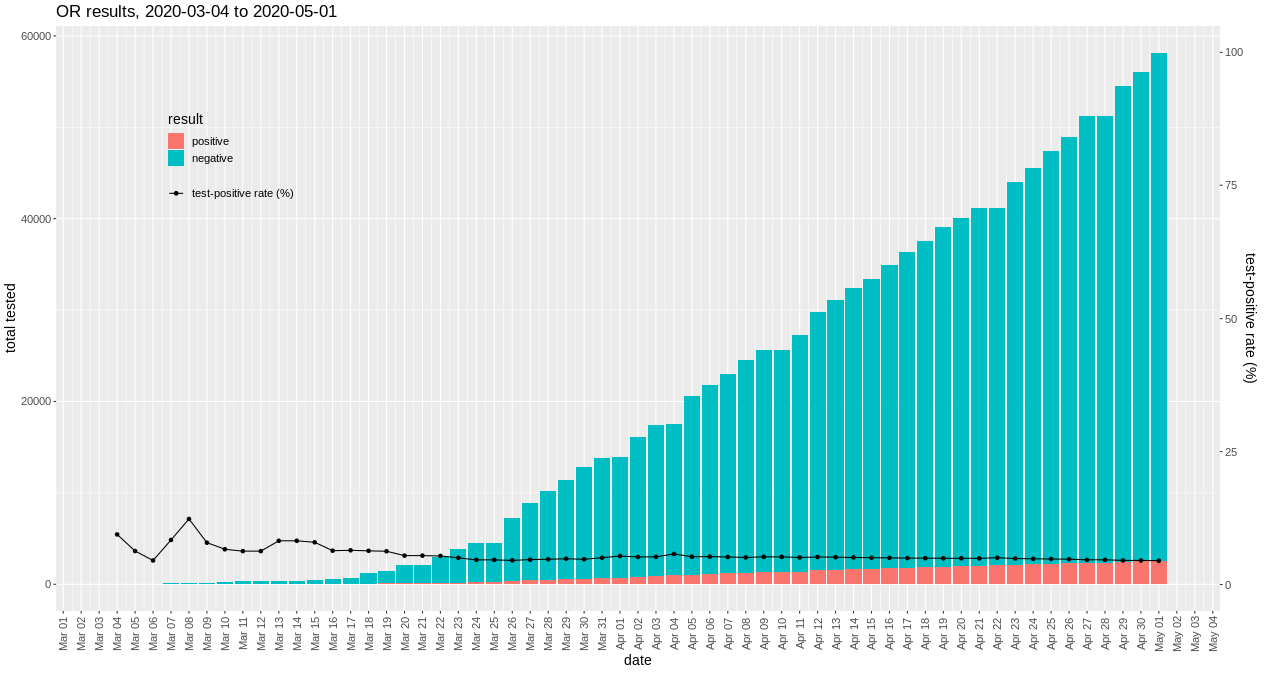 OR results, 2020-03-04 to 2020-05-01
60000
40000
20000
0
total tested
result
positive
negative
test-positive rate (%)
100
75
50
25
0
test-positive rate (%)
Mar 01
Mar 02
Mar 03
Mar 04
Mar 05
Mar 06
Mar 07
Mar 08
Mar 09
Mar 10
Mar 11
Mar 12
Mar 13
Mar 14
Mar 15
Mar 16
Mar 17
Mar 18
Mar 19
Mar 20
Mar 21
Mar 22
Mar 23
Mar 24
Mar 25
Mar 26
Mar 27
Mar 28
Mar 29
Mar 30
Mar 31
Apr 01
Apr 02
Apr 03
Apr 04
Apr 05
Apr 06
Apr 07
Apr 08
Apr 09
Apr 10
Apr 11
Apr 12
Apr 13
Apr 14
Apr 15
Apr 16
Apr 17
Apr 18
Apr 19
Apr 20
Apr 21
Apr 22
Apr 23
Apr 24
Apr 25
Apr 26
Apr 27
Apr 28
Apr 29
Apr 30
May 01
May 02
May 03
May 04
date